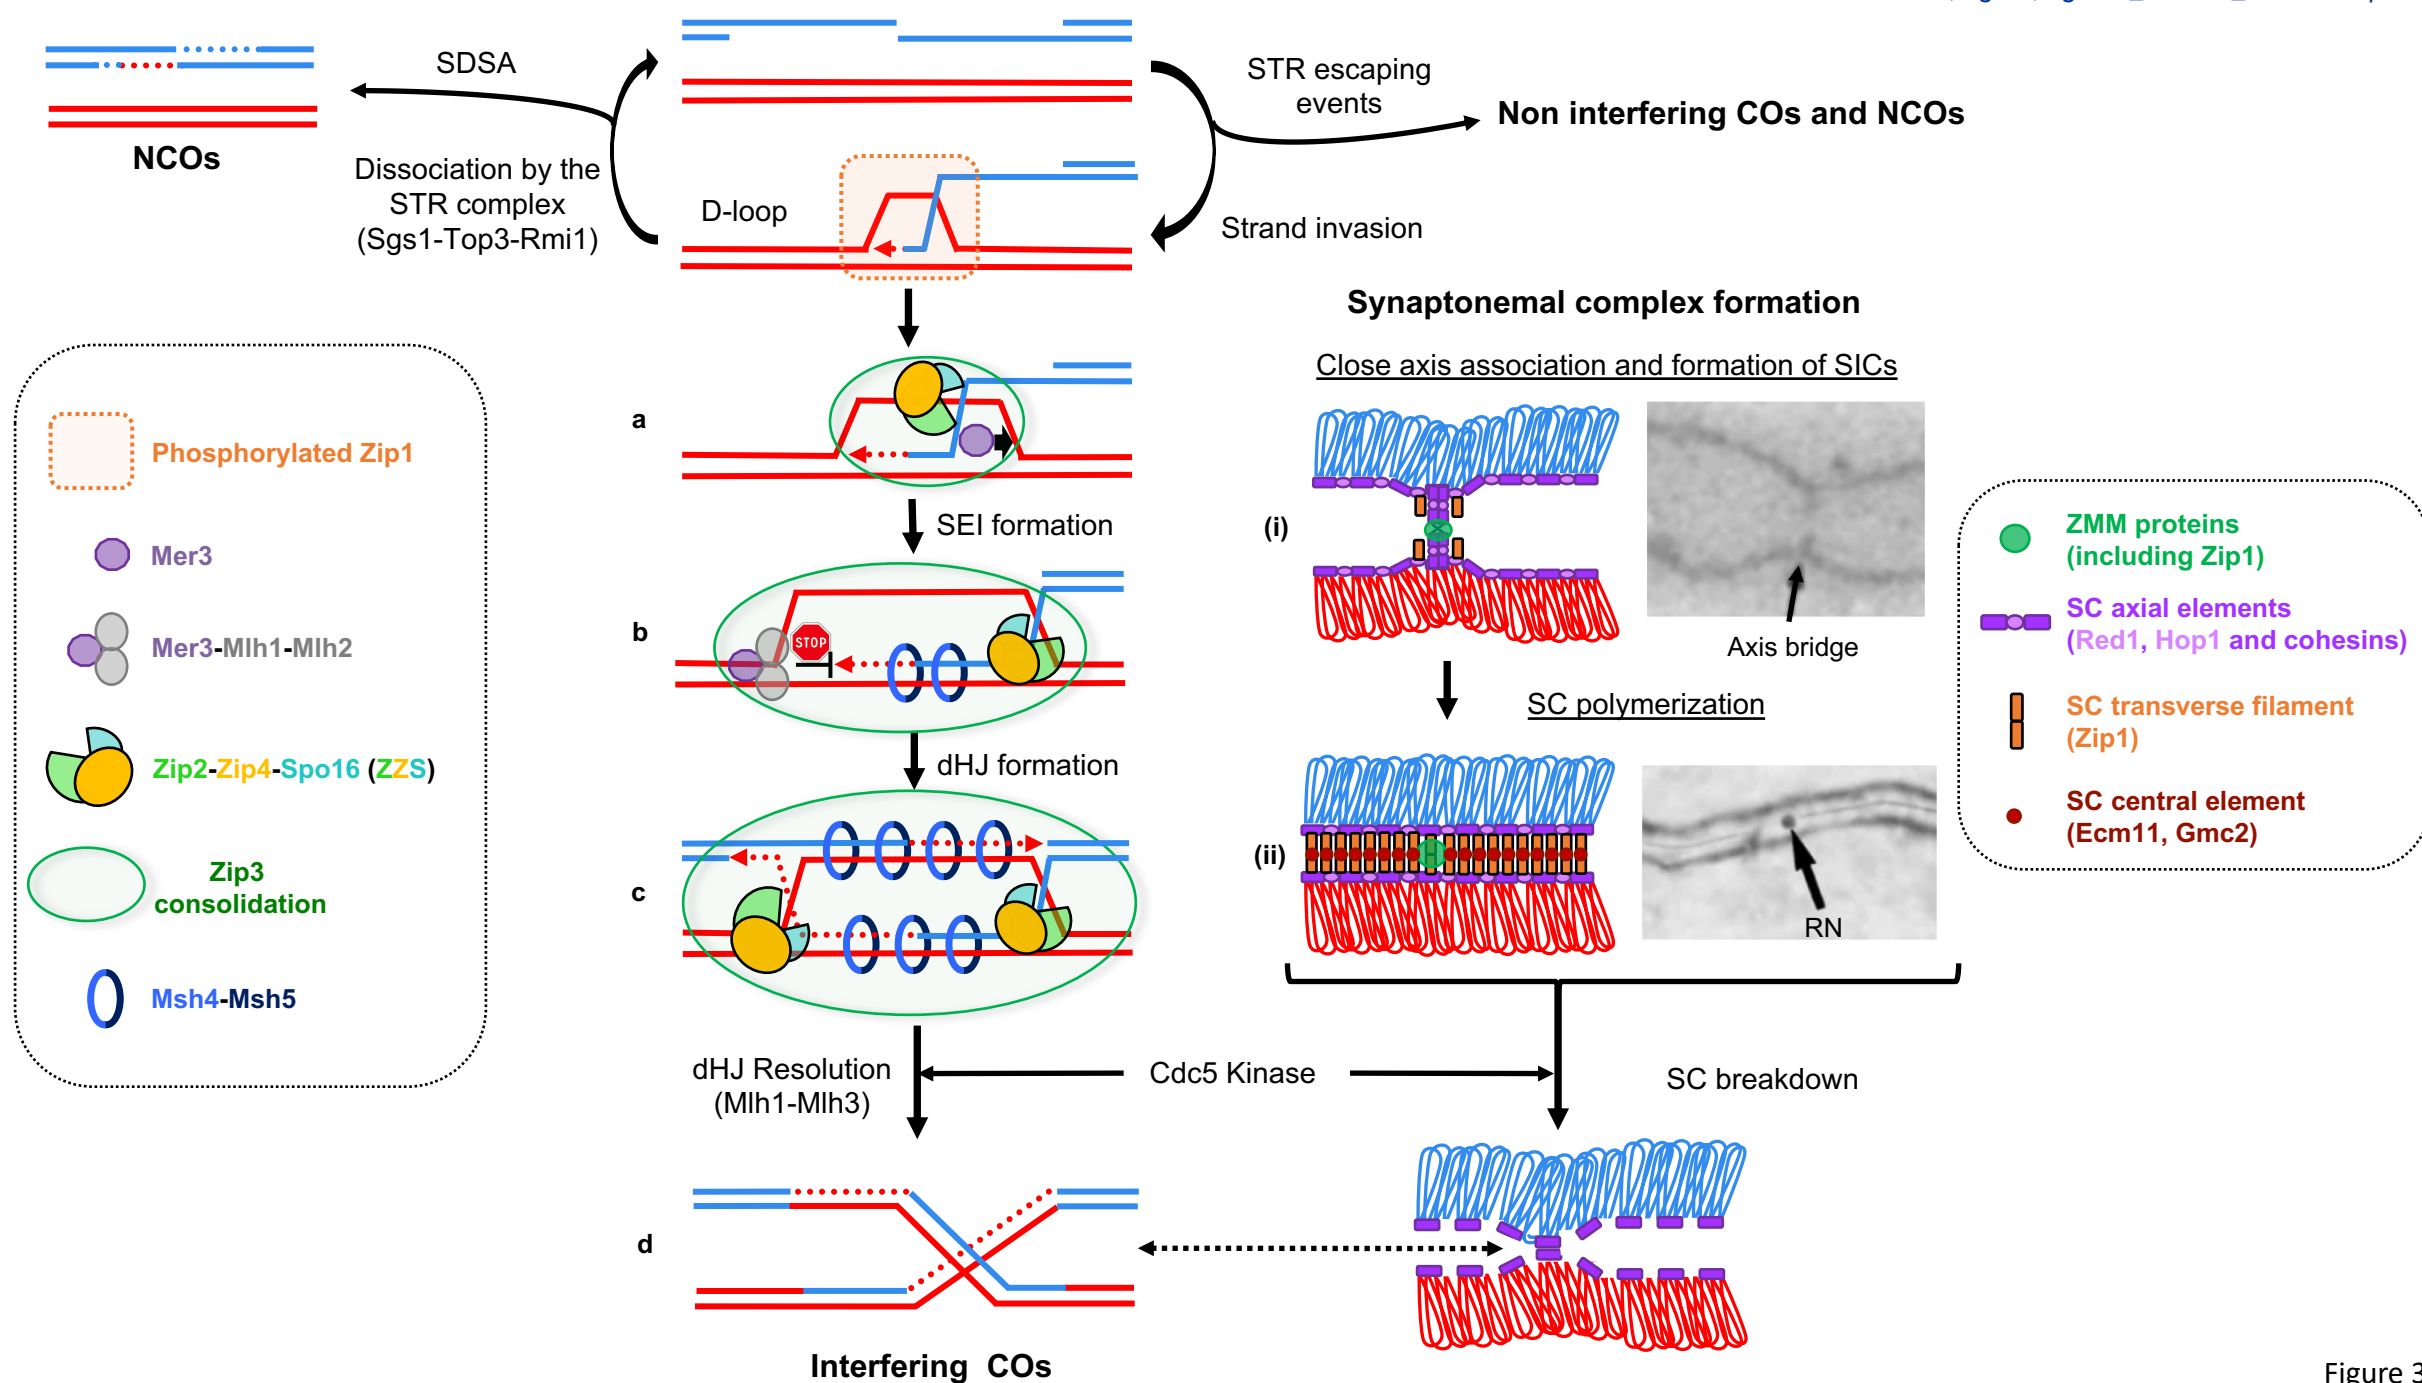 SDSA
NCOs
Dissociation by the
STR complex
(Sgs1-Top3-Rmi1)
D-loop
STR escaping
events
Non interfering COs and NCOs
Strand invasion
Synaptonemal complex formation
Close axis association and formation of SICs
Phosphorylated Zip1
Mer3
Mer3-Mlh1-Mlh2
Zip2-Zip4-Spo16 (ZZS)
Zip3
consolidation
Msh4-Msh5
a
SEI formation
b
STOP
dHJ formation
c
dHJ Resolution
(Mlh1-Mlh3)
Cdc5 Kinase
d
Interfering COs
(i)
Axis bridge
SC polymerization
(ii)
RN
SC breakdown
ZMM proteins
(including Zip1)
SC axial elements
(Red1, Hop1 and cohesins)
SC transverse filament
(Zip1)
SC central element
(Ecm11, Gmc2)
Figure 3